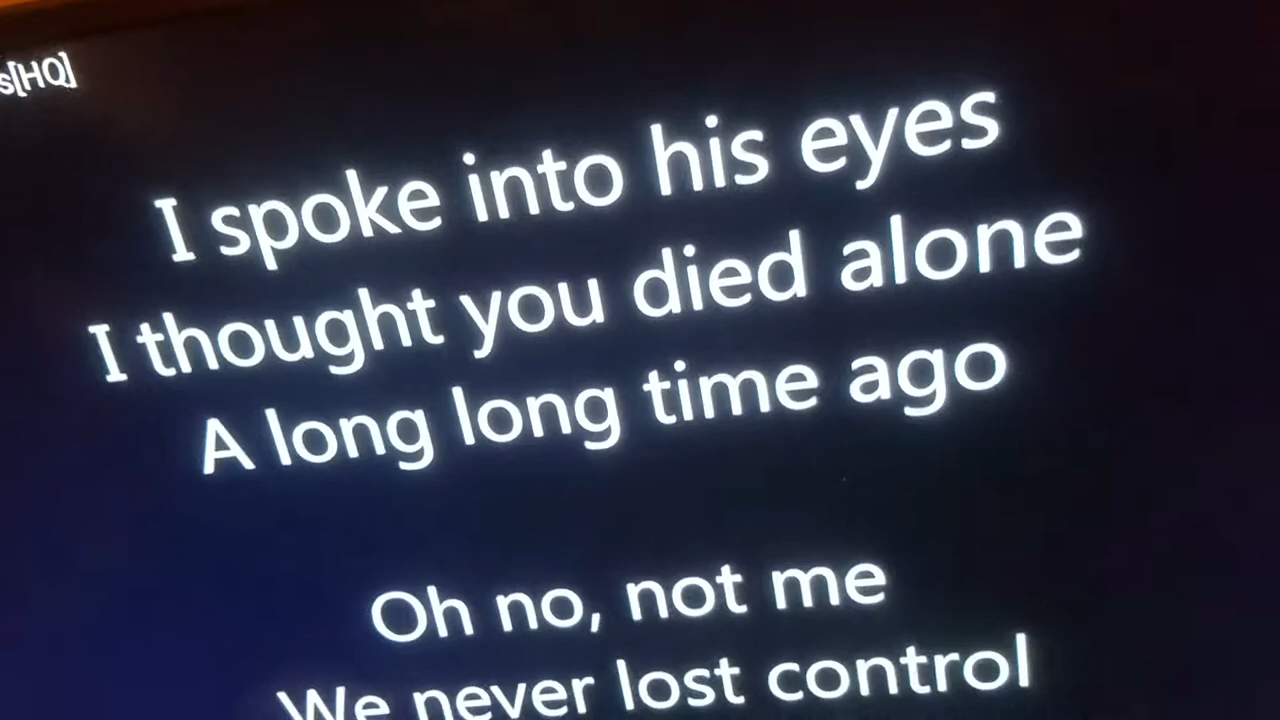 s[HQ]
I spoke into his eyes
I thought you died alone
A long long time ago
Oh no, not me
We never lost control